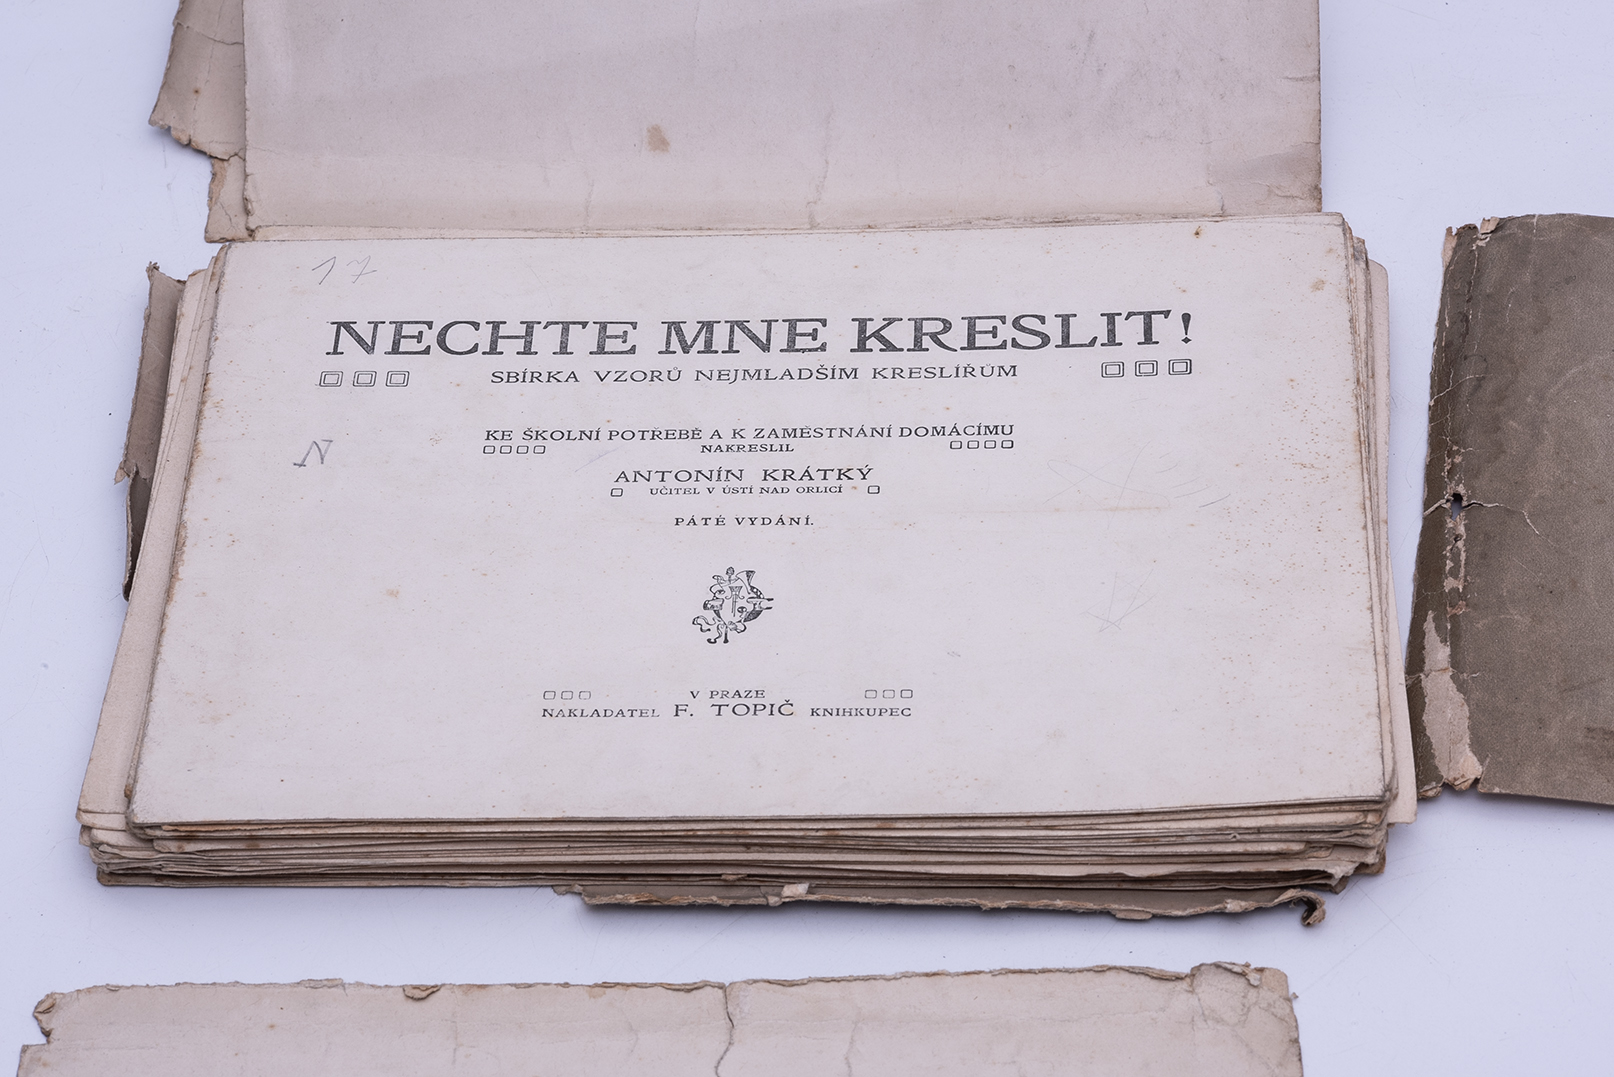 17
NECHTE MNE KRESLIT!
SBÍRKA VZORŮ NEJMLADŠÍM KRESLÍŘŮM
KE ŠKOLNÍ POTŘEBĚ A K ZAMĚSTNÁNÍ DOMÁCÍMU
N
NAKRESLIL
ANTONÍN KRÁTKÝ
UČITEL V ÚSTÍ NAD ORLICÍ
PÁTÉ VYDÁNÍ.
V PRAZE
NAKLADATEL F. TOPIČ KNIHKUPEC